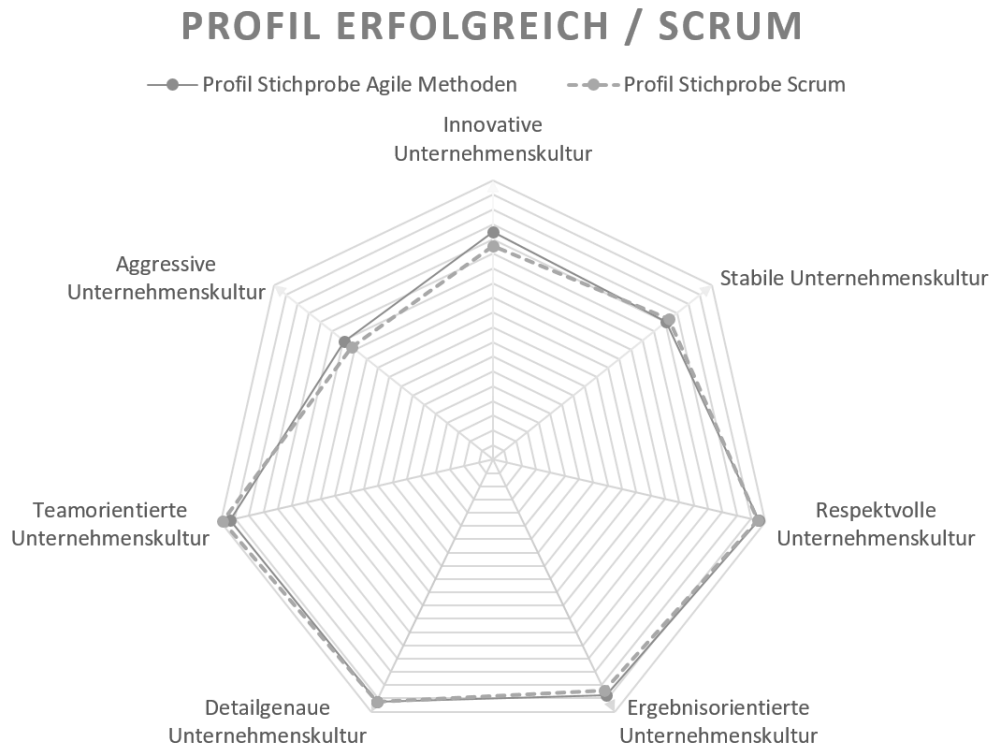 PROFIL ERFOLGREICH / SCRUM
Profil Stichprobe Agile Methoden
Profil Stichprobe Scrum
Innovative
Unternehmenskultur
Aggressive
Unternehmenskultur
Stabile Unternehmenskultur
Teamorientierte
Unternehmenskultur
Respektvolle
Unternehmenskultur
Detailgenaue
Unternehmenskultur
Ergebnisorientierte
Unternehmenskultur